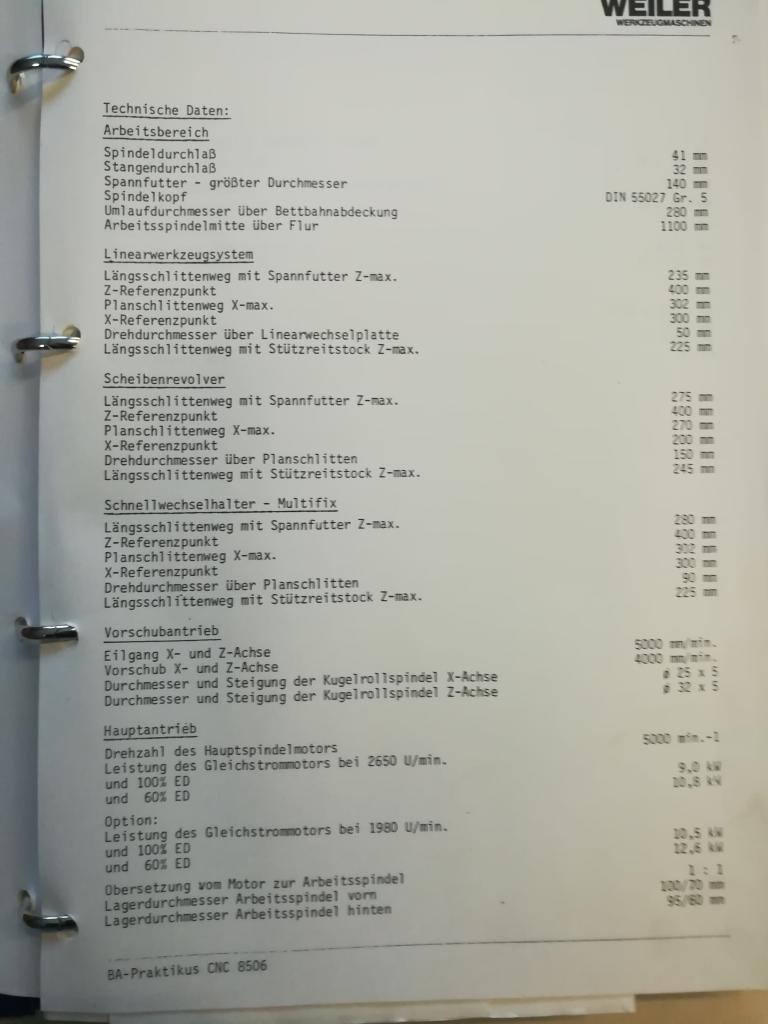 WEILER
WERKZEUGMASCHINEN
Technische Daten:
Arbeitsbereich
Spindeldurchlaß 41 mm
Stangendurchlaß 32 mm
Spannfutter - größter Durchmesser 140 mm
Spindelkopf DIN 55027 Gr. 5
Umlaufdurchmesser über Bettbahnabdeckung 280 mm
Arbeitsspindelmitte über Flur 1100 mm
Linearwerkzeugsystem
Längsschlittenweg mit Spannfutter Z-max. 235 mm
Z-Referenzpunkt 400 mm
Planschlittenweg X-max. 302 mm
X-Referenzpunkt 300 mm
Drehdurchmesser über Linearwechselplatte 50 mm
Längsschlittenweg mit Stützreitstock Z-max. 225 mm
Scheibenrevolver
Längsschlittenweg mit Spannfutter Z-max. 275 mm
Z-Referenzpunkt 400 mm
Planschlittenweg X-max. 270 mm
X-Referenzpunkt 200 mm
Drehdurchmesser über Planschlitten 150 mm
Längsschlittenweg mit Stützreitstock Z-max. 245 mm
Schnellwechselhalter - Multifix
Längsschlittenweg mit Spannfutter Z-max. 280 mm
Z-Referenzpunkt 400 mm
Planschlittenweg X-max. 302 mm
X-Referenzpunkt 300 mm
Drehdurchmesser über Planschlitten 90 mm
Längsschlittenweg mit Stützreitstock Z-max. 225 mm
Vorschubantrieb
Eilgang X- und Z-Achse 5000 mm/min.
Vorschub X- und Z-Achse 4000 mm/min.
Durchmesser und Steigung der Kugelrollspindel X-Achse ø 25 x 5
Durchmesser und Steigung der Kugelrollspindel Z-Achse ø 32 x 5
Hauptantrieb
Drehzahl des Hauptspindelmotors 5000 min.-1
Leistung des Gleichstrommotors bei 2650 U/min.
und 100% ED 9,0 kW
und 60% ED 10,8 kW
Option:
Leistung des Gleichstrommotors bei 1980 U/min.
und 100% ED 10,5 kW
und 60% ED 12,6 kW
Übersetzung vom Motor zur Arbeitsspindel 1 : 1
Lagerdurchmesser Arbeitsspindel vorn 100/70 mm
Lagerdurchmesser Arbeitsspindel hinten 95/60 mm
BA-Praktikus CNC 8506